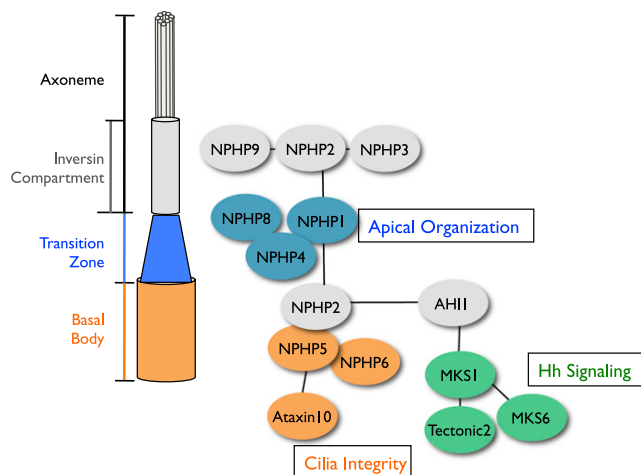 Axoneme
Inversin
Compartment
Transition
Zone
Basal
Body
NPHP9
NPHP2
NPHP3
NPHP8
NPHP1
NPHP4
Apical Organization
NPHP2
AHI1
NPHP5
NPHP6
MKS1
Hh Signaling
Ataxin10
Tectonic2
MKS6
Cilia Integrity